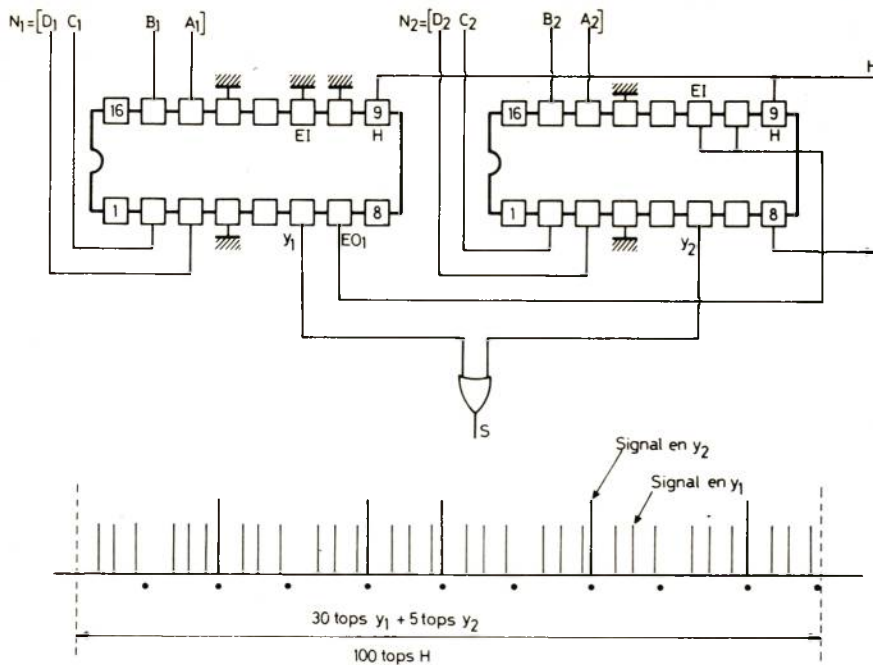 N₁=[D₁ C₁ B₁ A₁] N₂=[D₂ C₂ B₂ A₂] H
16 EI 9 H 16 EI 9 H
1 y₁ EO₁ 8 1 y₂ 8
S
Signal en y₂
Signal en y₁
30 tops y₁ + 5 tops y₂
100 tops H